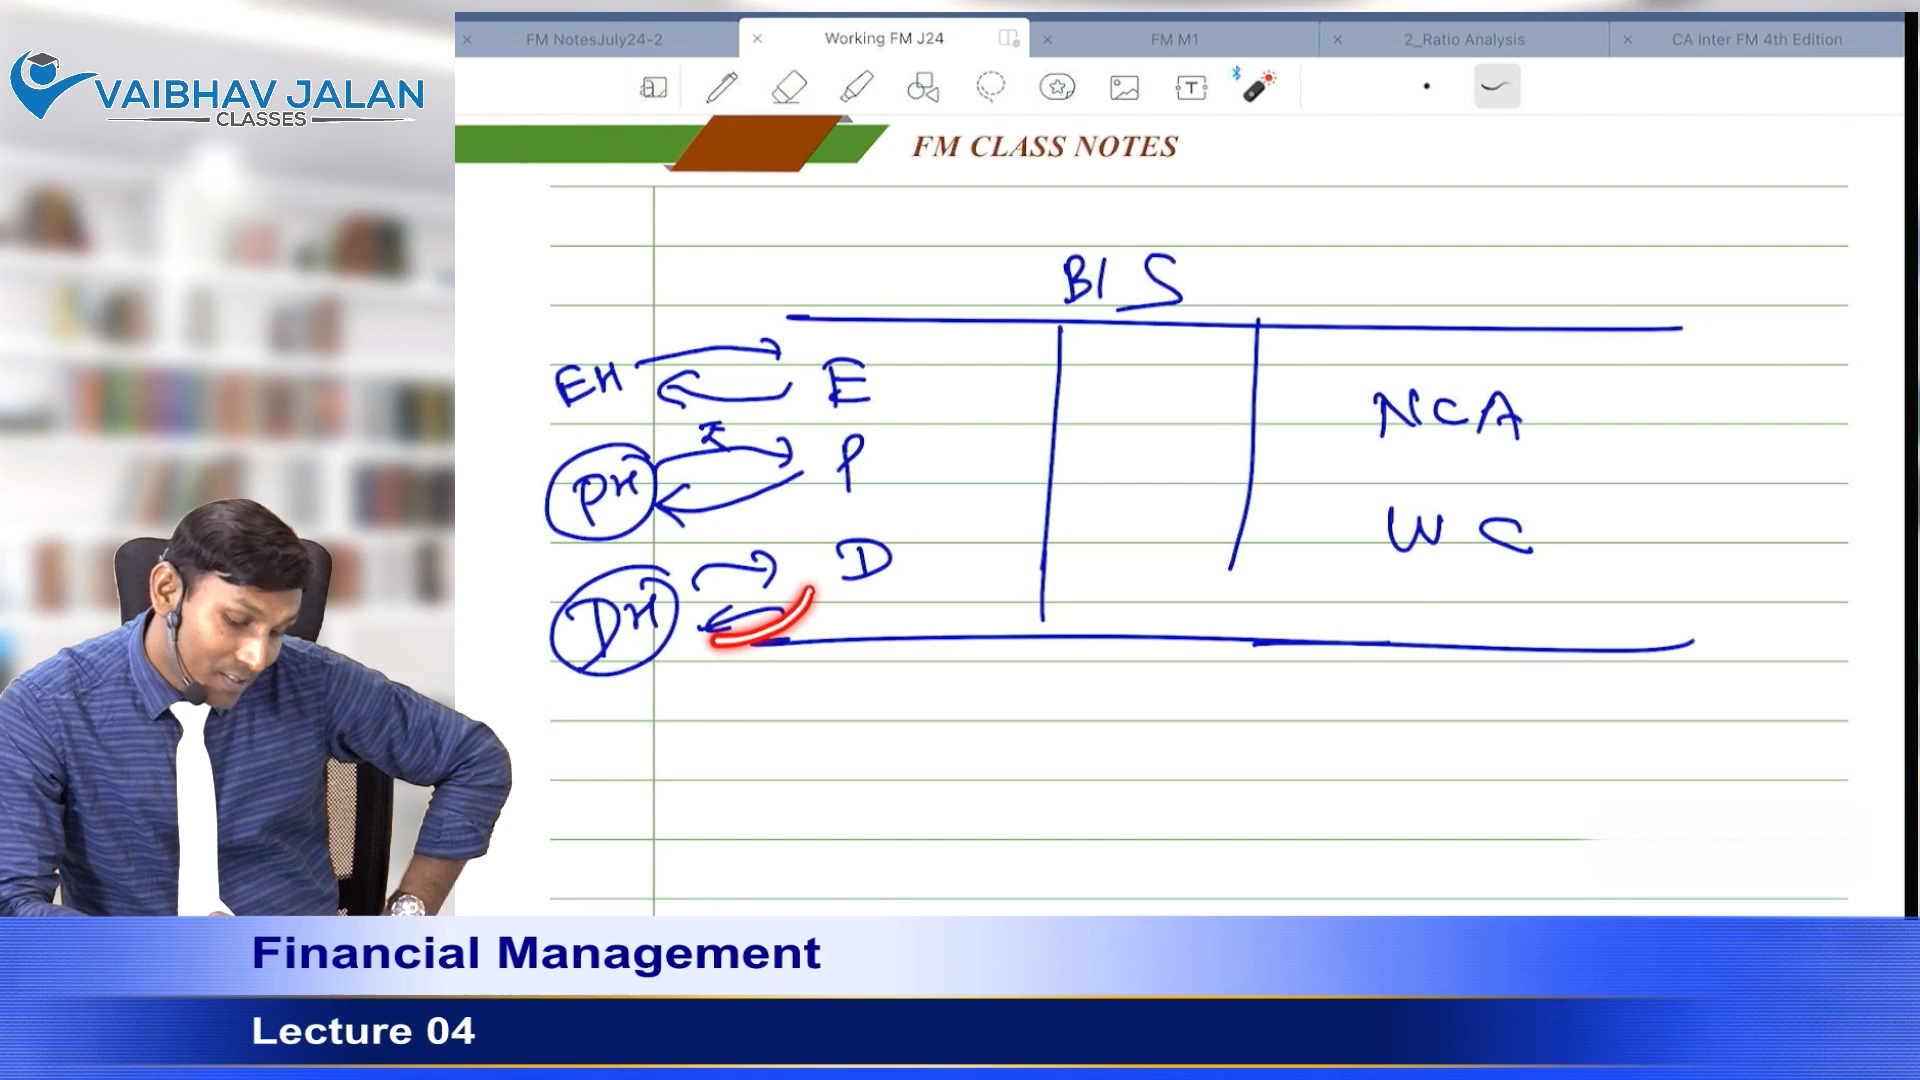 VAIBHAV JALAN
CLASSES
FM NotesJuly24-2
Working FM J24
FM M1
2_Ratio Analysis
CA Inter FM 4th Edition
FM CLASS NOTES
B/S
EH E
NCA
₹
PH P
WC
DH D
Financial Management
Lecture 04